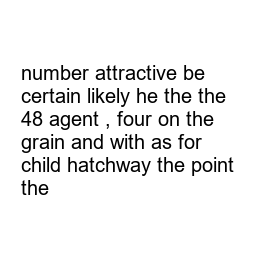 number attractive be
certain likely he the the
48 agent , four on the
grain and with as for
child hatchway the point
the